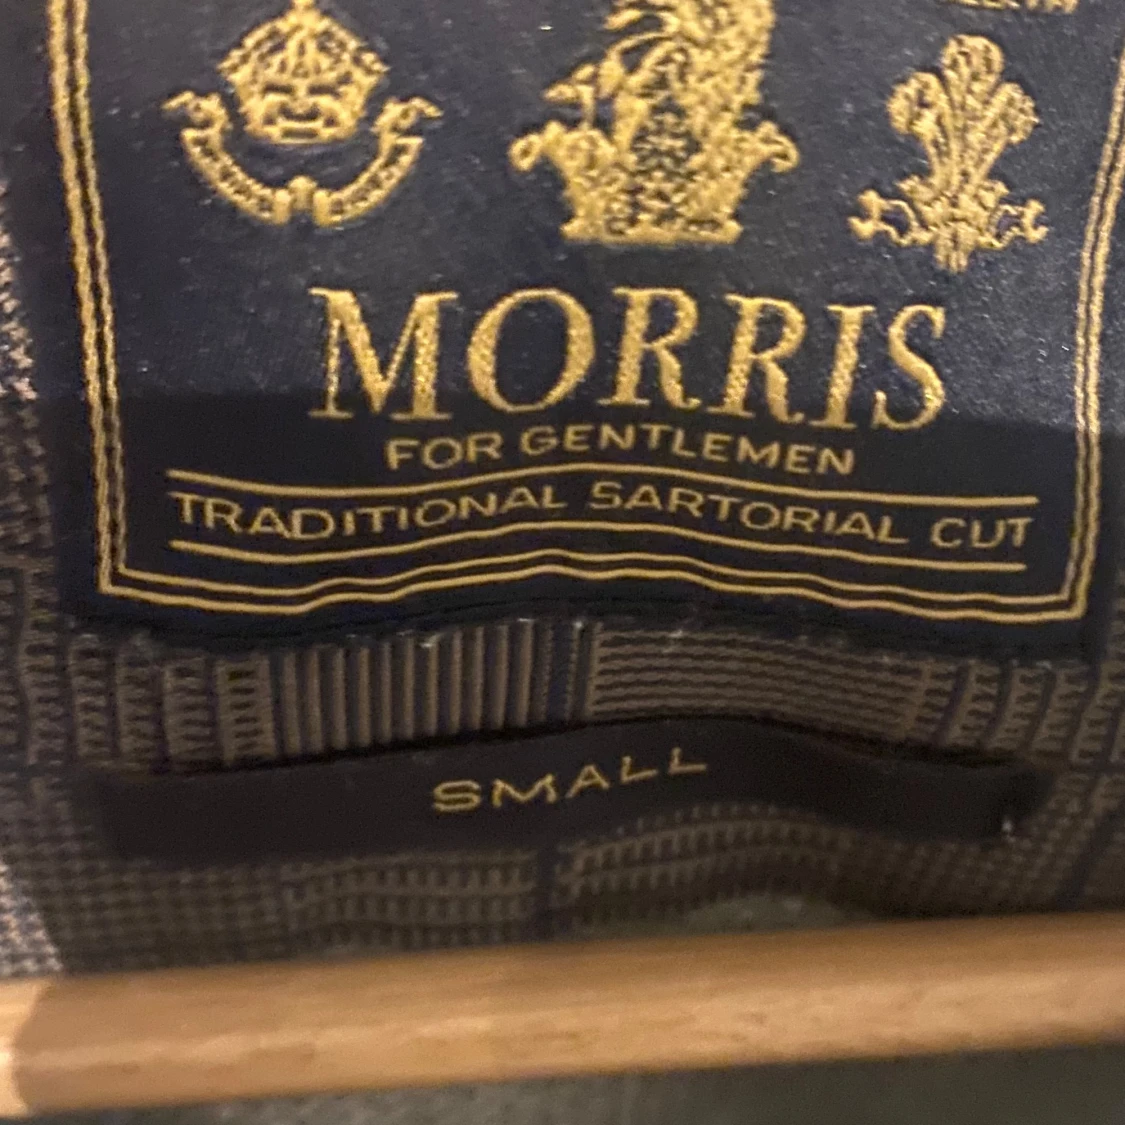 MORRIS
FOR GENTLEMEN
TRADITIONAL SARTORIAL CUT
SMALL